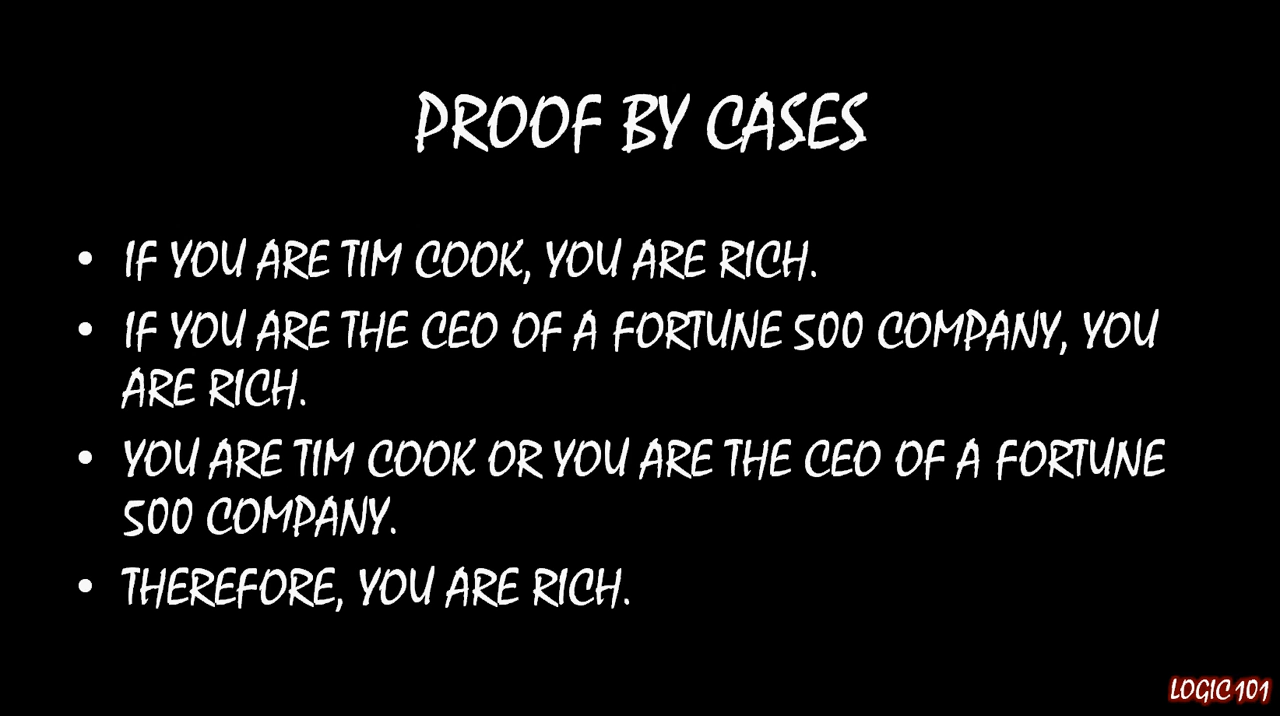 PROOF BY CASES
• IF YOU ARE TIM COOK, YOU ARE RICH.
• IF YOU ARE THE CEO OF A FORTUNE 500 COMPANY, YOU
ARE RICH.
• YOU ARE TIM COOK OR YOU ARE THE CEO OF A FORTUNE
500 COMPANY.
• THEREFORE, YOU ARE RICH.
LOGIC 101